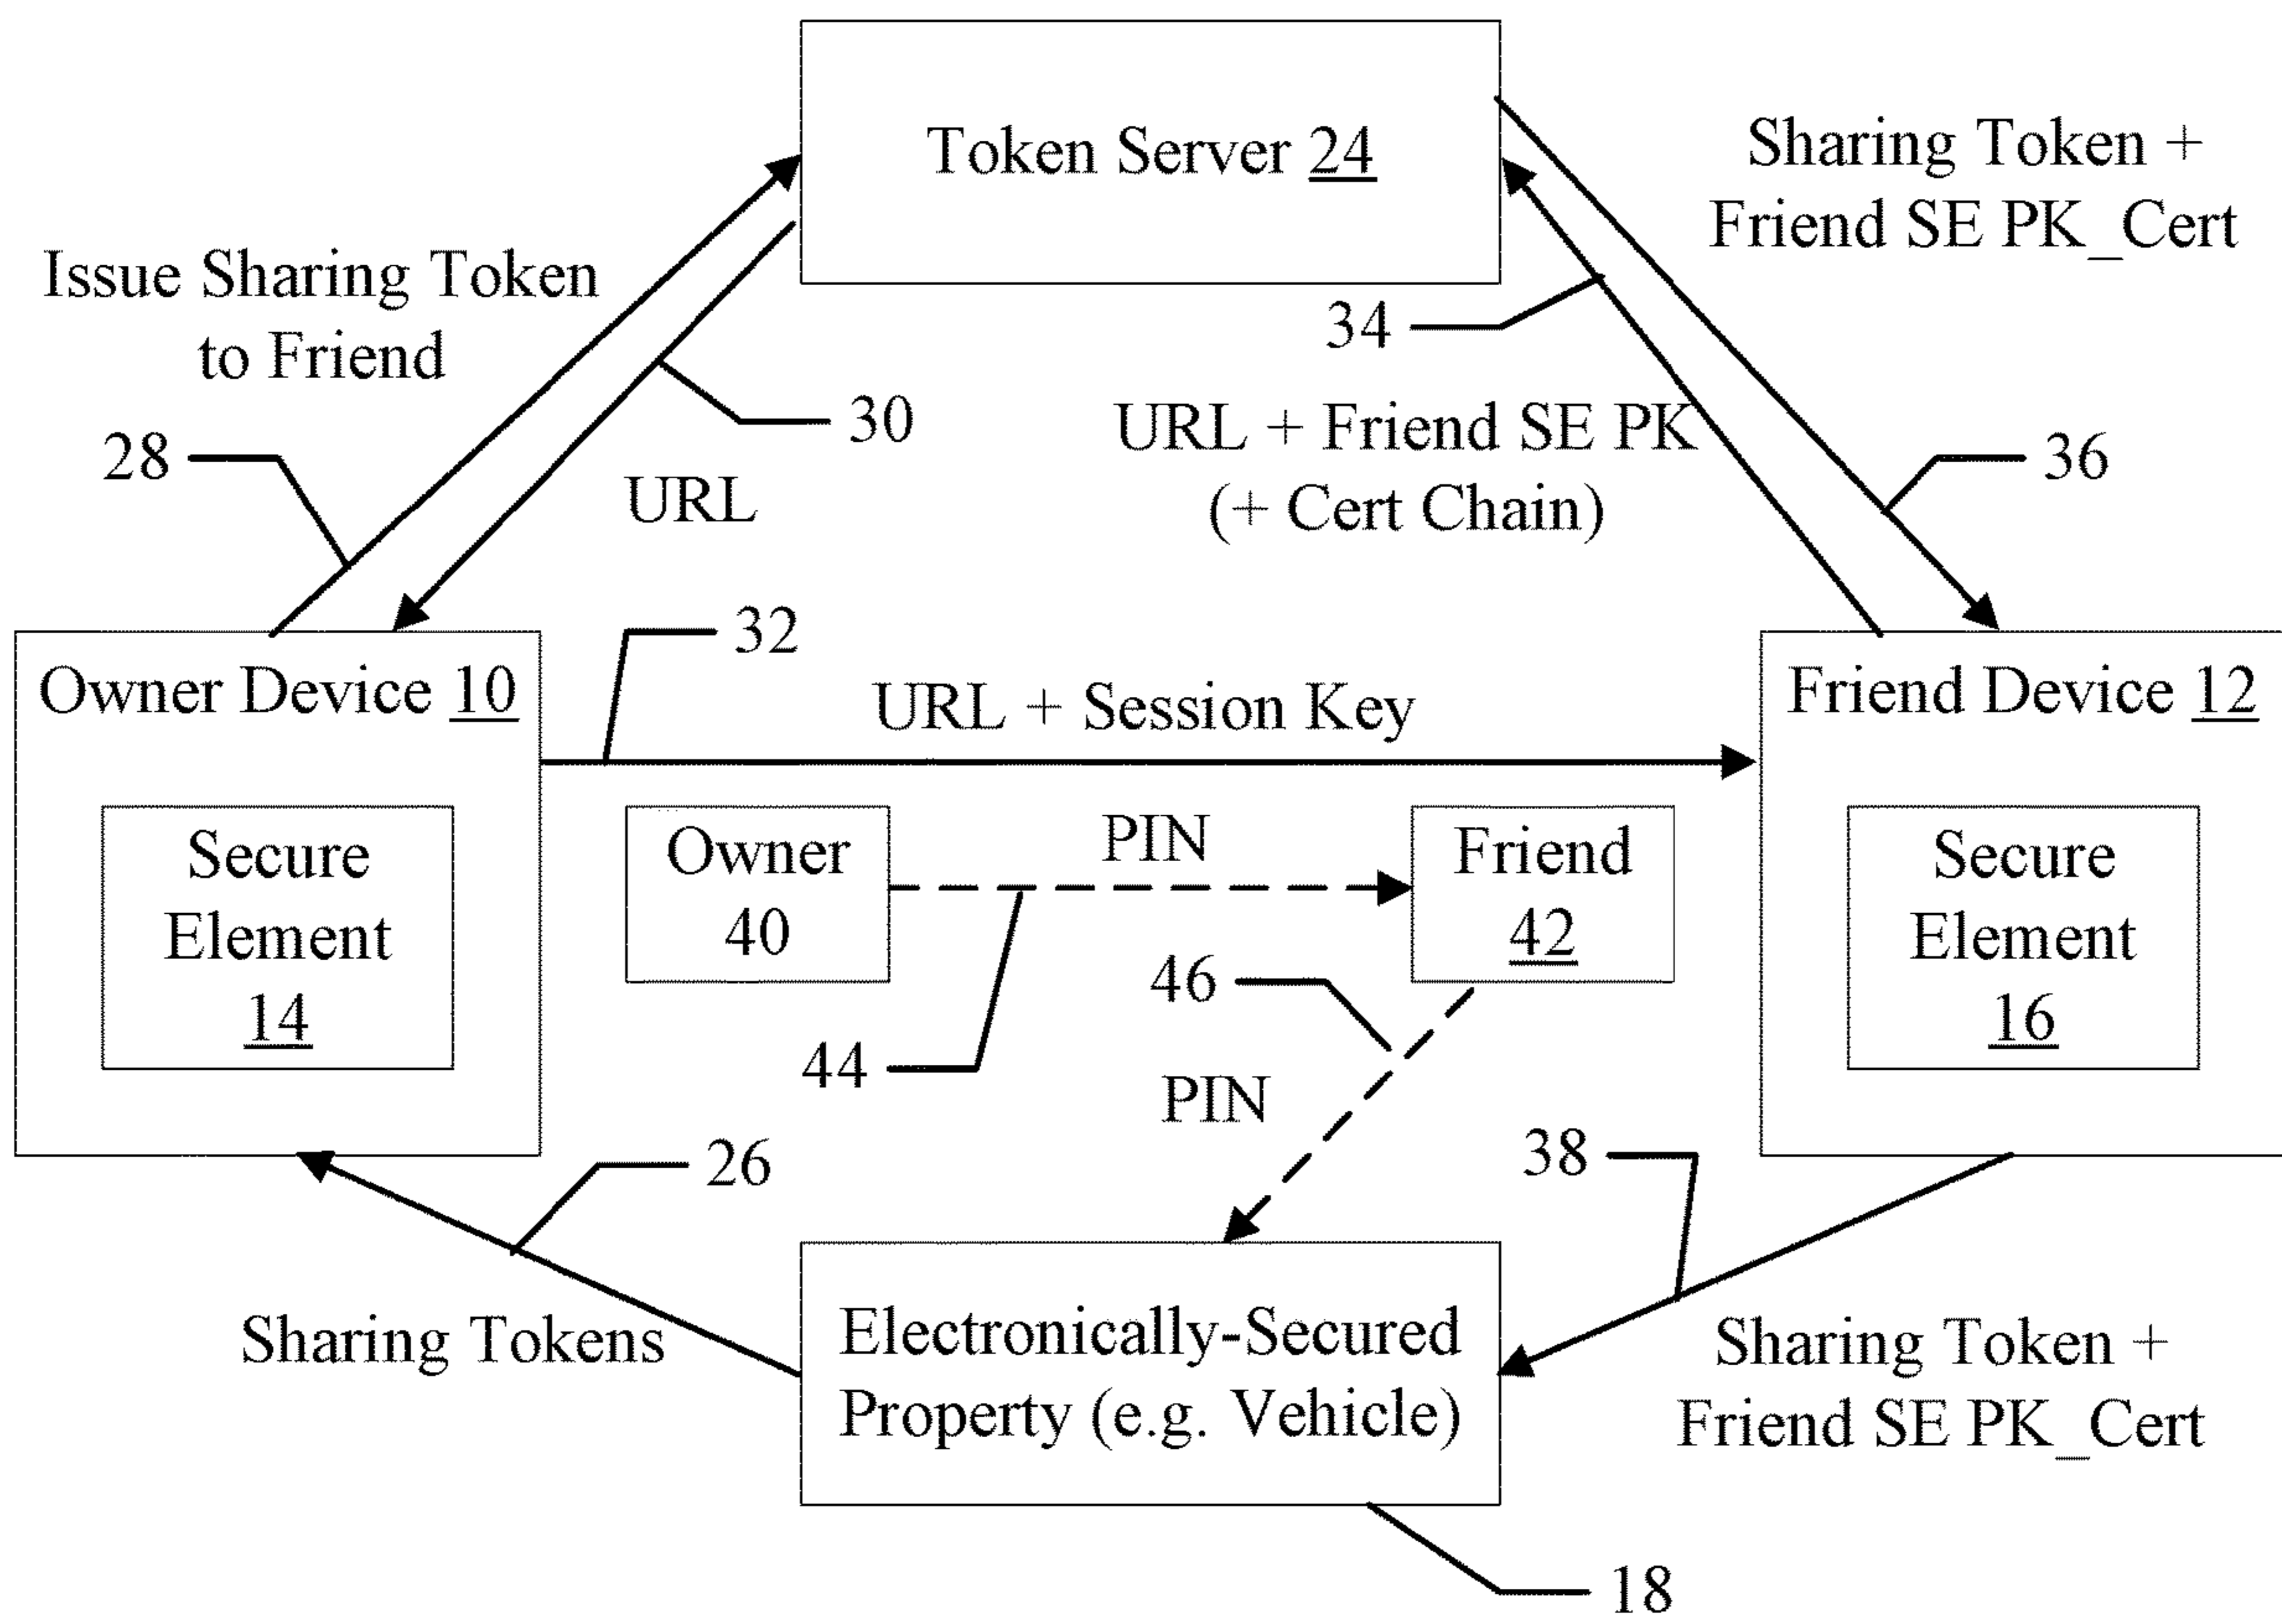 Token Server 24
Sharing Token +
Friend SE PK_Cert
Issue Sharing Token
to Friend
34
30
URL + Friend SE PK
(+ Cert Chain)
28
36
URL
32
Owner Device 10
URL + Session Key
Friend Device 12
Secure
Element
14
Owner
40
PIN
Friend
42
Secure
Element
16
46
44
PIN
26
38
Sharing Tokens
Electronically-Secured
Property (e.g. Vehicle)
Sharing Token +
Friend SE PK_Cert
18